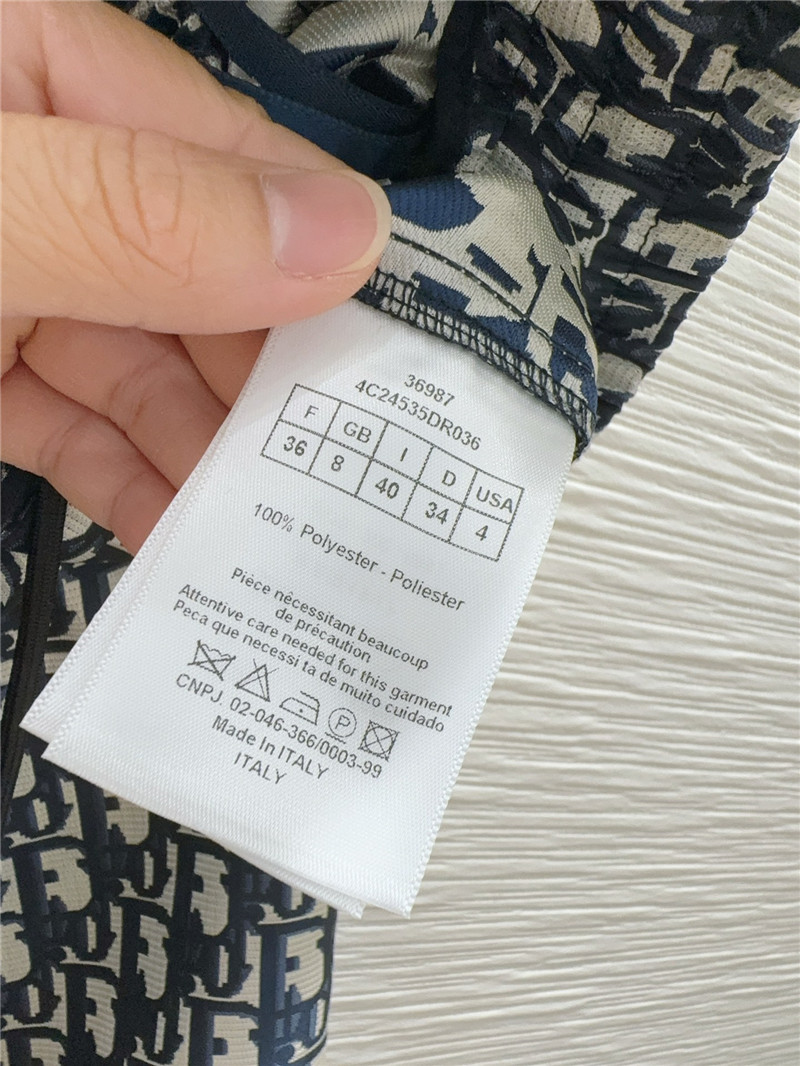 36987
4C24535DR036
F GB I D USA
36 8 40 34 4
100% Polyester - Poliester
Pièce nécessitant beaucoup
de précaution
Attentive care needed for this garment
Peca que necessi ta de muito cuidado
P
CNPJ. 02-046-366/0003-99
Made In ITALY
ITALY